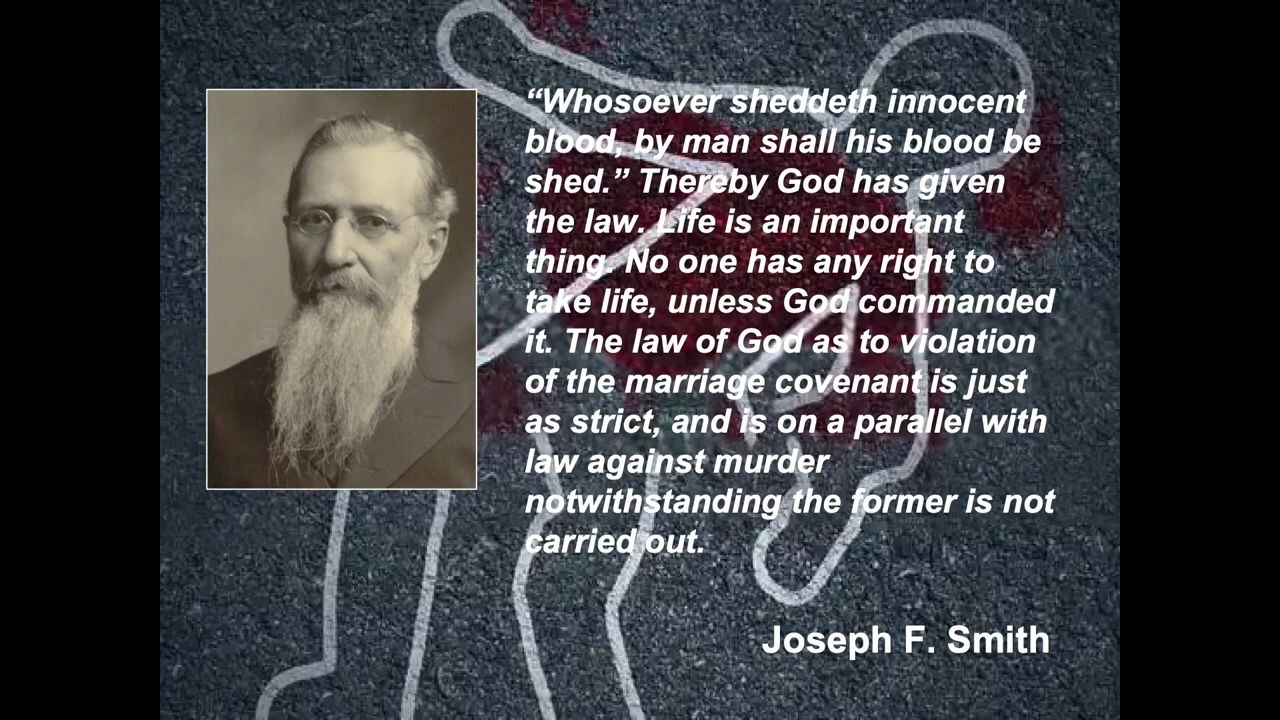 “Whosoever sheddeth innocent
blood, by man shall his blood be
shed.” Thereby God has given
the law. Life is an important
thing. No one has any right to
take life, unless God commanded
it. The law of God as to violation
of the marriage covenant is just
as strict, and is on a parallel with
law against murder
notwithstanding the former is not
carried out.
Joseph F. Smith